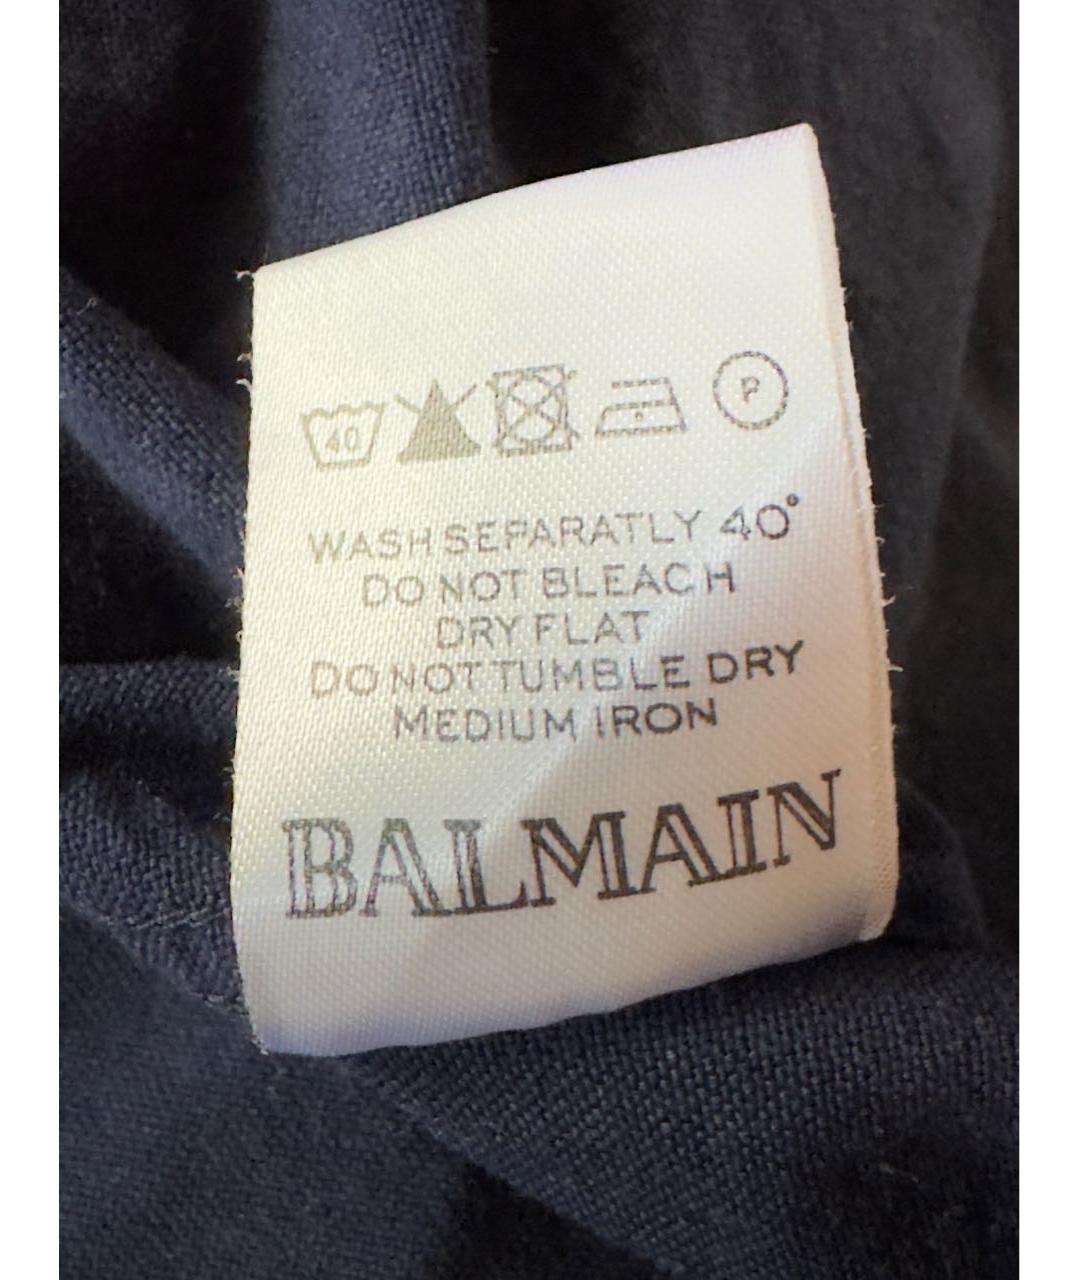 40 P
WASH SEPARATLY 40°
DO NOT BLEACH
DRY FLAT
DO NOT TUMBLE DRY
MEDIUM IRON
BALMAIN